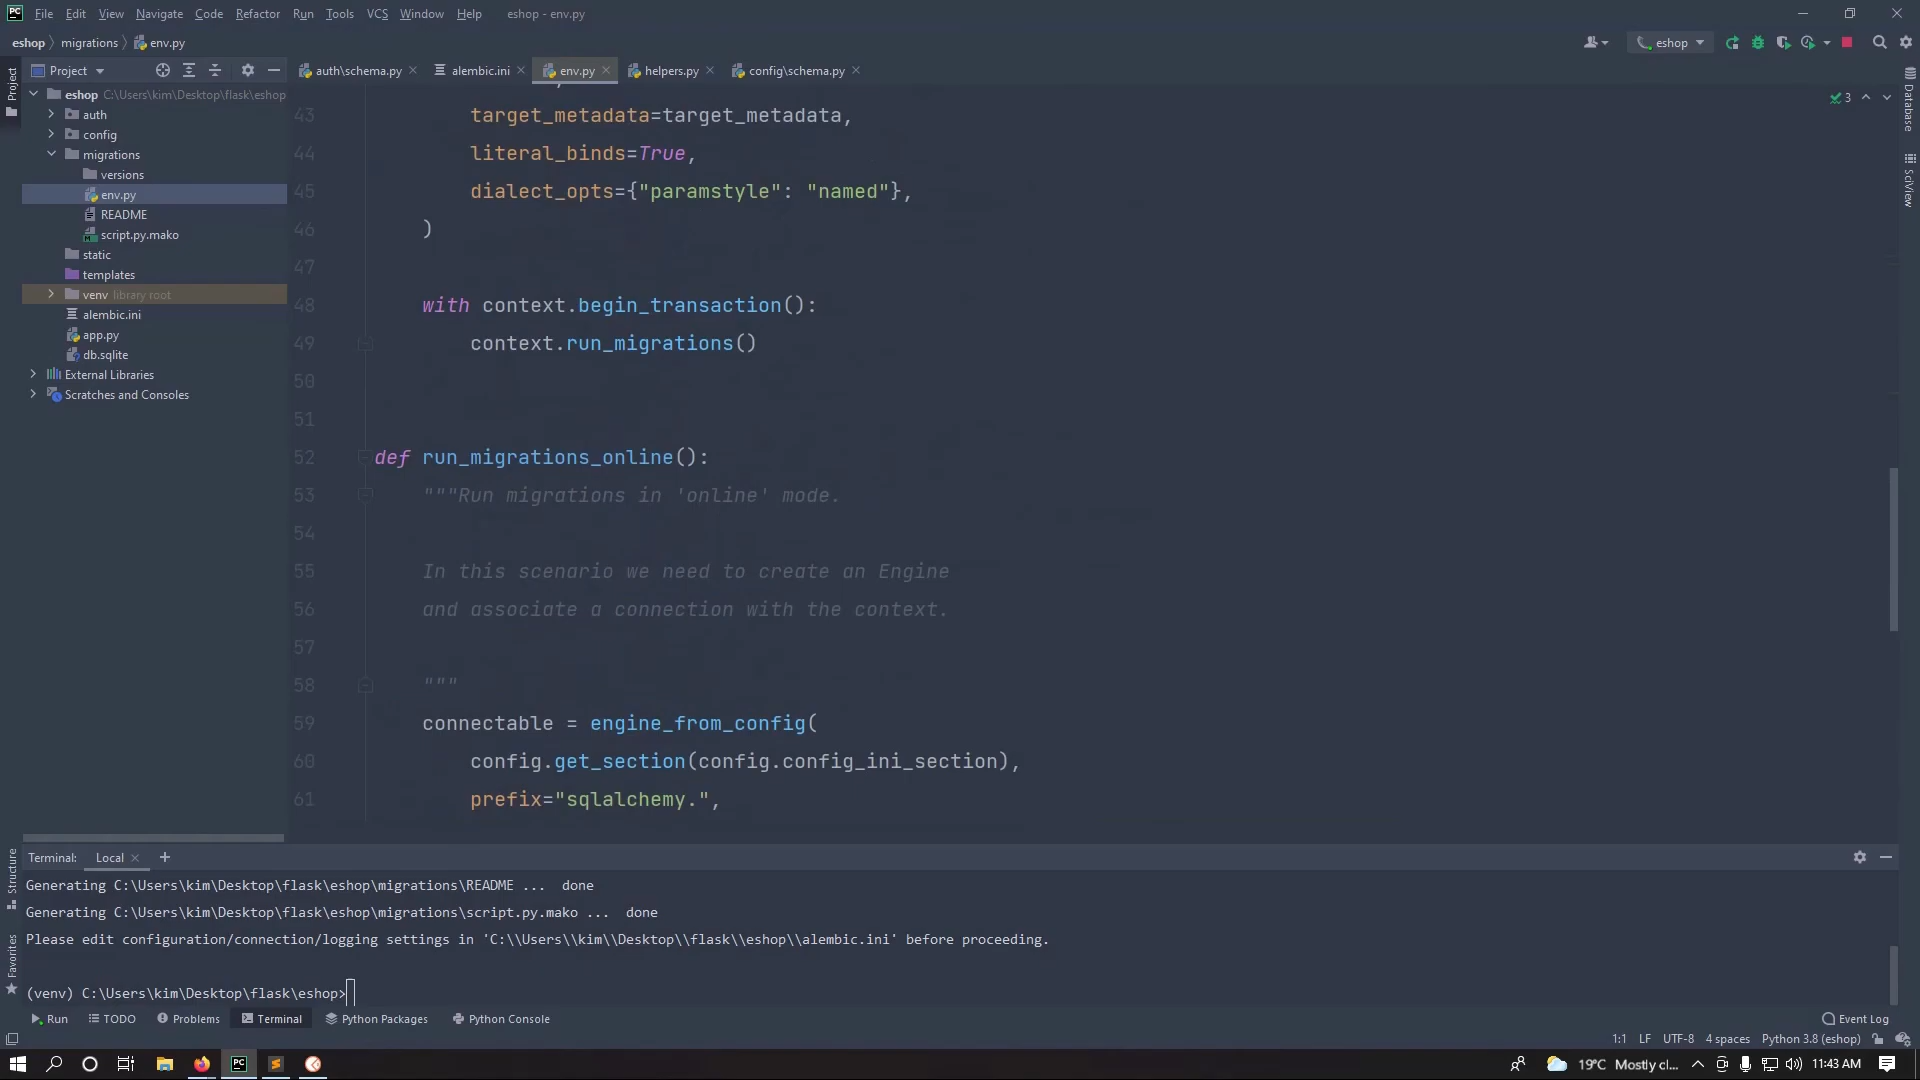 File Edit View Navigate Code Refactor Run Tools VCS Window Help eshop - env.py
eshop migrations env.py
eshop
Project
auth\schema.py alembic.ini env.py helpers.py config\schema.py
Project
eshop C:\Users\kim\Desktop\flask\eshop
auth
config
migrations
versions
env.py
README
script.py.mako
static
templates
venv library root
alembic.ini
app.py
db.sqlite
External Libraries
Scratches and Consoles
3
Database
SciView
43 target_metadata=target_metadata,
44 literal_binds=True,
45 dialect_opts={"paramstyle": "named"},
46 )
47
48 with context.begin_transaction():
49 context.run_migrations()
50
51
52 def run_migrations_online():
53 """Run migrations in 'online' mode.
54
55 In this scenario we need to create an Engine
56 and associate a connection with the context.
57
58 """
59 connectable = engine_from_config(
60 config.get_section(config.config_ini_section),
61 prefix="sqlalchemy.",
Structure
Favorites
Terminal: Local +
Generating C:\Users\kim\Desktop\flask\eshop\migrations\README ... done
Generating C:\Users\kim\Desktop\flask\eshop\migrations\script.py.mako ... done
Please edit configuration/connection/logging settings in 'C:\\Users\\kim\\Desktop\\flask\\eshop\\alembic.ini' before proceeding.
(venv) C:\Users\kim\Desktop\flask\eshop>
Run TODO Problems Terminal Python Packages Python Console Event Log
1:1 LF UTF-8 4 spaces Python 3.8 (eshop)
19°C Mostly cl... 11:43 AM